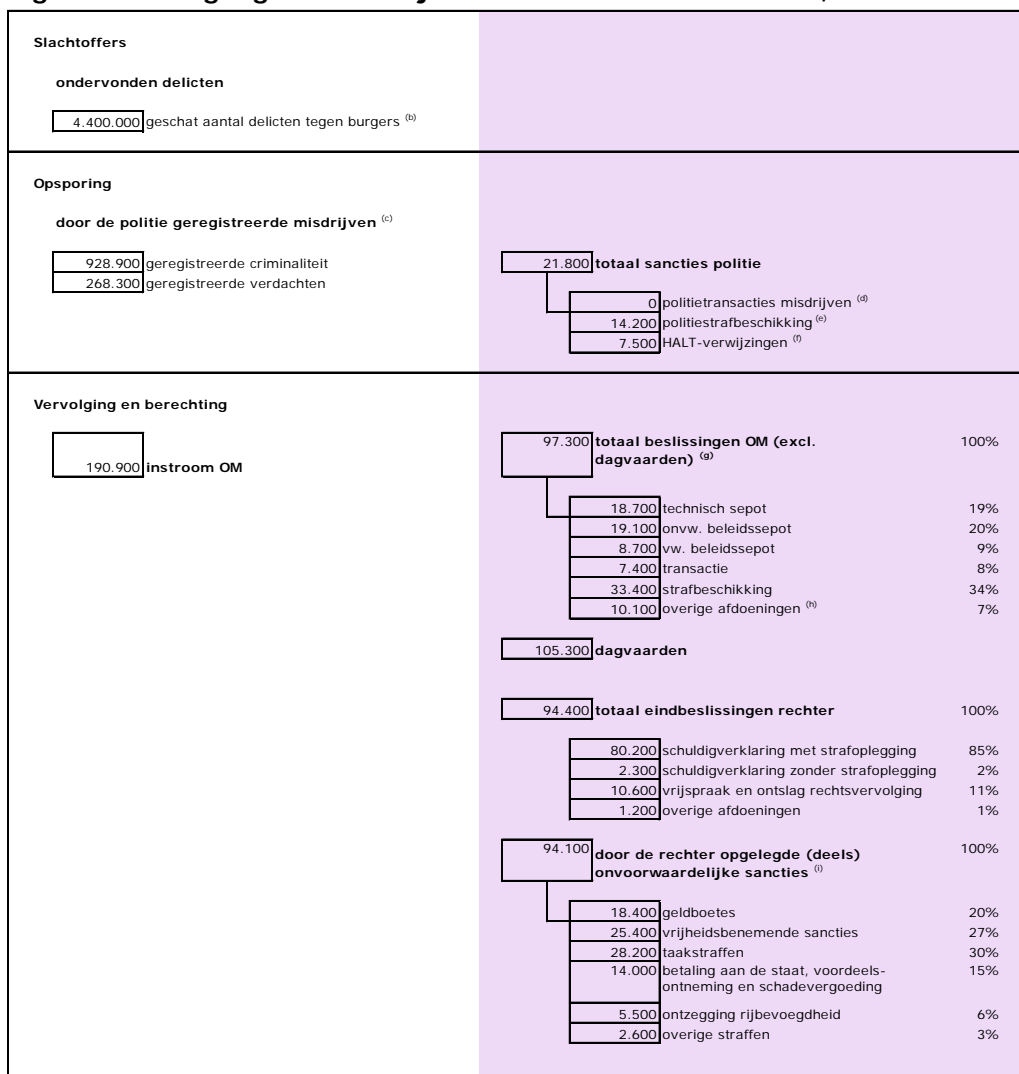 Slachtoffers
ondervonden delicten
4.400.000 geschat aantal delicten tegen burgers (b)
Opsporing
door de politie geregistreerde misdrijven (c)
928.900 geregistreerde criminaliteit
268.300 geregistreerde verdachten
21.800 totaal sancties politie
0 politietransacties misdrijven (d)
14.200 politiestrafbeschikking (e)
7.500 HALT-verwijzingen (f)
Vervolging en berechting
190.900 instroom OM
97.300 totaal beslissingen OM (excl. 100%
dagvaarden) (g)
18.700 technisch sepot 19%
19.100 onvw. beleidssepot 20%
8.700 vw. beleidssepot 9%
7.400 transactie 8%
33.400 strafbeschikking 34%
10.100 overige afdoeningen (h) 7%
105.300 dagvaarden
94.400 totaal eindbeslissingen rechter 100%
80.200 schuldigverklaring met strafoplegging 85%
2.300 schuldigverklaring zonder strafoplegging 2%
10.600 vrijspraak en ontslag rechtsvervolging 11%
1.200 overige afdoeningen 1%
94.100 door de rechter opgelegde (deels) 100%
onvoorwaardelijke sancties (i)
18.400 geldboetes 20%
25.400 vrijheidsbenemende sancties 27%
28.200 taakstraffen 30%
14.000 betaling aan de staat, voordeels- 15%
ontneming en schadevergoeding
5.500 ontzegging rijbevoegdheid 6%
2.600 overige straffen 3%